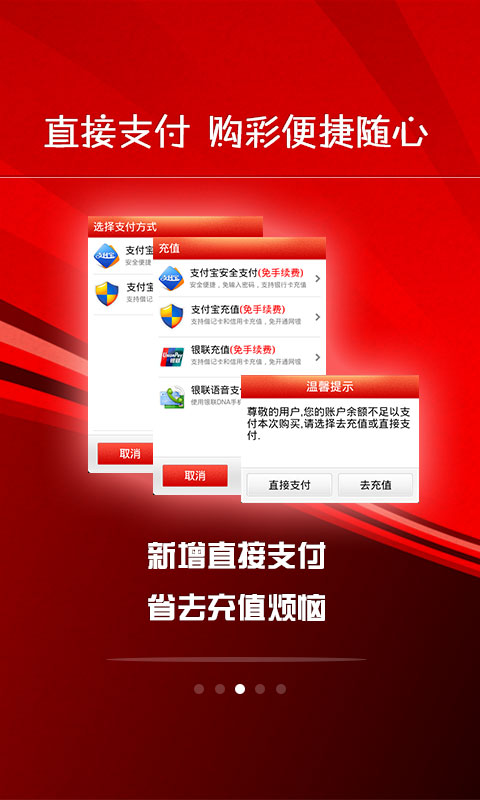 直接支付 购彩便捷随心
选择支付方式
支付宝
安全便捷
支付宝
支持借记
取消
充值
支付宝安全支付(免手续费)
安全便捷，免输入密码，支持银行卡充值
支付宝充值(免手续费)
支持借记卡和信用卡充值，免开通网银
银联充值(免手续费)
支持借记卡和信用卡充值，免开通网银
银联语音支
使用银联DNA手机
取消
温馨提示
尊敬的用户,您的账户余额不足以支
付本次购买,请选择去充值或直接支
付.
直接支付
去充值
新增直接支付
省去充值烦恼